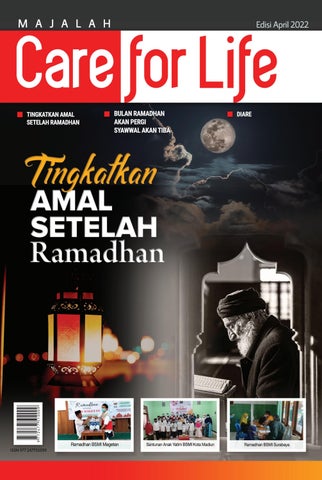 MAJALAH
Edisi April 2022
Care for Life
TINGKATKAN AMAL
SETELAH RAMADHAN
BULAN RAMADHAN
AKAN PERGI
SYAWWAL AKAN TIBA
DIARE
Tingkatkan
AMAL
SETELAH
Ramadhan
Ramadhan BSMI Magetan
Santunan Anak Yatim BSMI Kota Madiun
Ramadhan BSMI Surabaya